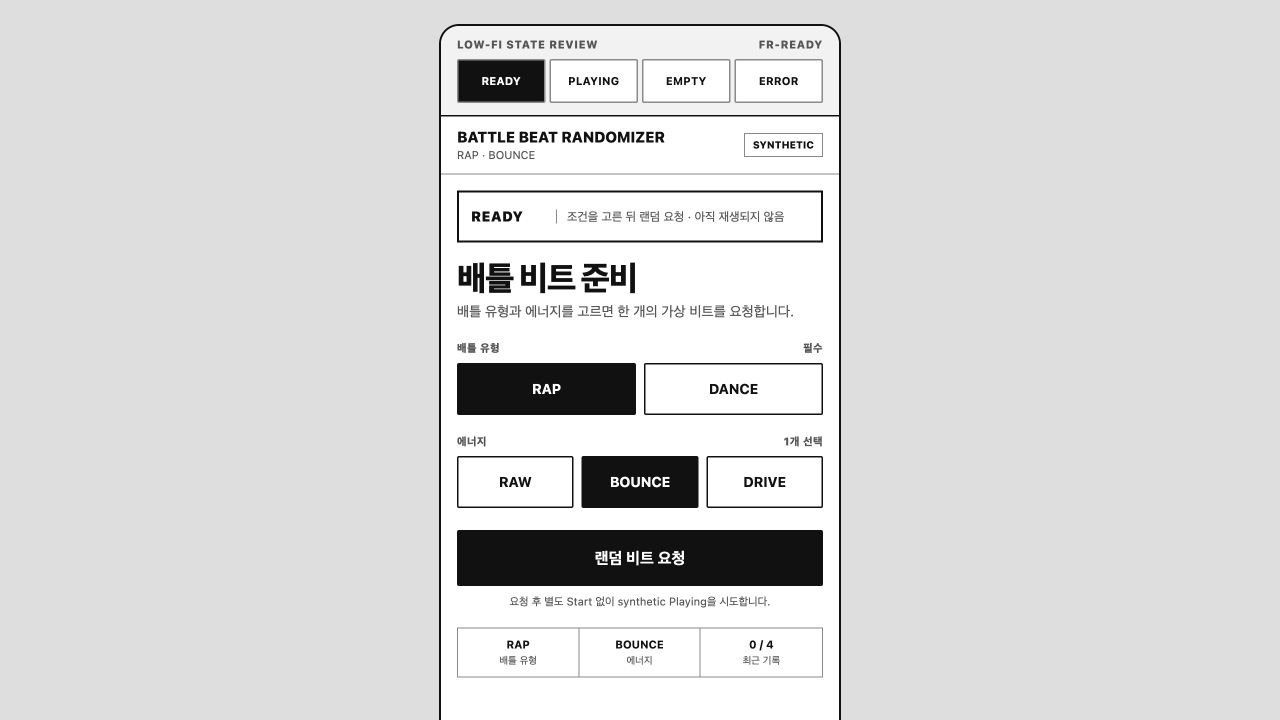 LOW-FI STATE REVIEW FR-READY
READY PLAYING EMPTY ERROR
BATTLE BEAT RANDOMIZER
RAP · BOUNCE
SYNTHETIC
READY 조건을 고른 뒤 랜덤 요청 · 아직 재생되지 않음
배틀 비트 준비
배틀 유형과 에너지를 고르면 한 개의 가상 비트를 요청합니다.
배틀 유형 필수
RAP DANCE
에너지 1개 선택
RAW BOUNCE DRIVE
랜덤 비트 요청
요청 후 별도 Start 없이 synthetic Playing을 시도합니다.
RAP BOUNCE 0 / 4
배틀 유형 에너지 최근 기록